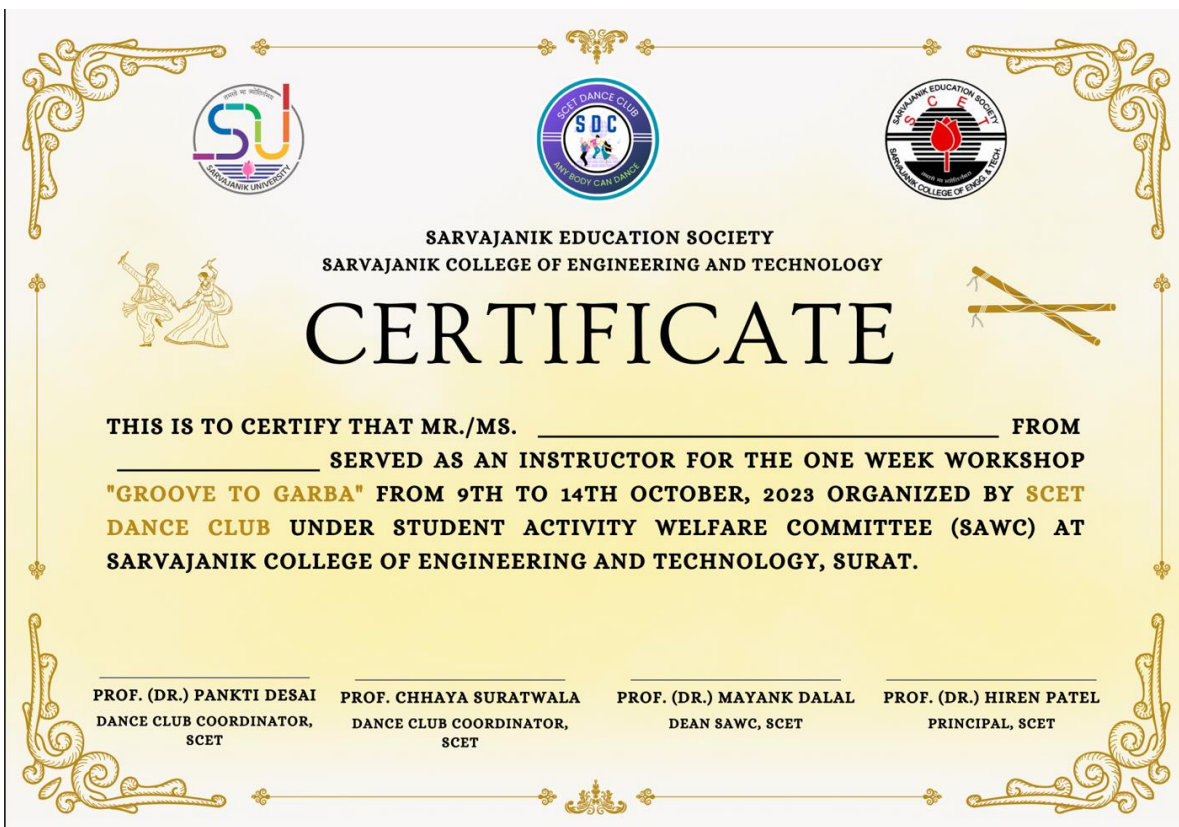 SU
SARVAJANIK UNIVERSITY
SCET DANCE CLUB
SDC
ANY BODY CAN DANCE
SARVAJANIK EDUCATION SOCIETY
SCET
SARVAJANIK COLLEGE OF ENGG. & TECH.
SARVAJANIK EDUCATION SOCIETY
SARVAJANIK COLLEGE OF ENGINEERING AND TECHNOLOGY
CERTIFICATE
THIS IS TO CERTIFY THAT MR./MS. ______________________ FROM
______________ SERVED AS AN INSTRUCTOR FOR THE ONE WEEK WORKSHOP
"GROOVE TO GARBA" FROM 9TH TO 14TH OCTOBER, 2023 ORGANIZED BY SCET
DANCE CLUB UNDER STUDENT ACTIVITY WELFARE COMMITTEE (SAWC) AT
SARVAJANIK COLLEGE OF ENGINEERING AND TECHNOLOGY, SURAT.
PROF. (DR.) PANKTI DESAI
DANCE CLUB COORDINATOR,
SCET
PROF. CHHAYA SURATWALA
DANCE CLUB COORDINATOR,
SCET
PROF. (DR.) MAYANK DALAL
DEAN SAWC, SCET
PROF. (DR.) HIREN PATEL
PRINCIPAL, SCET